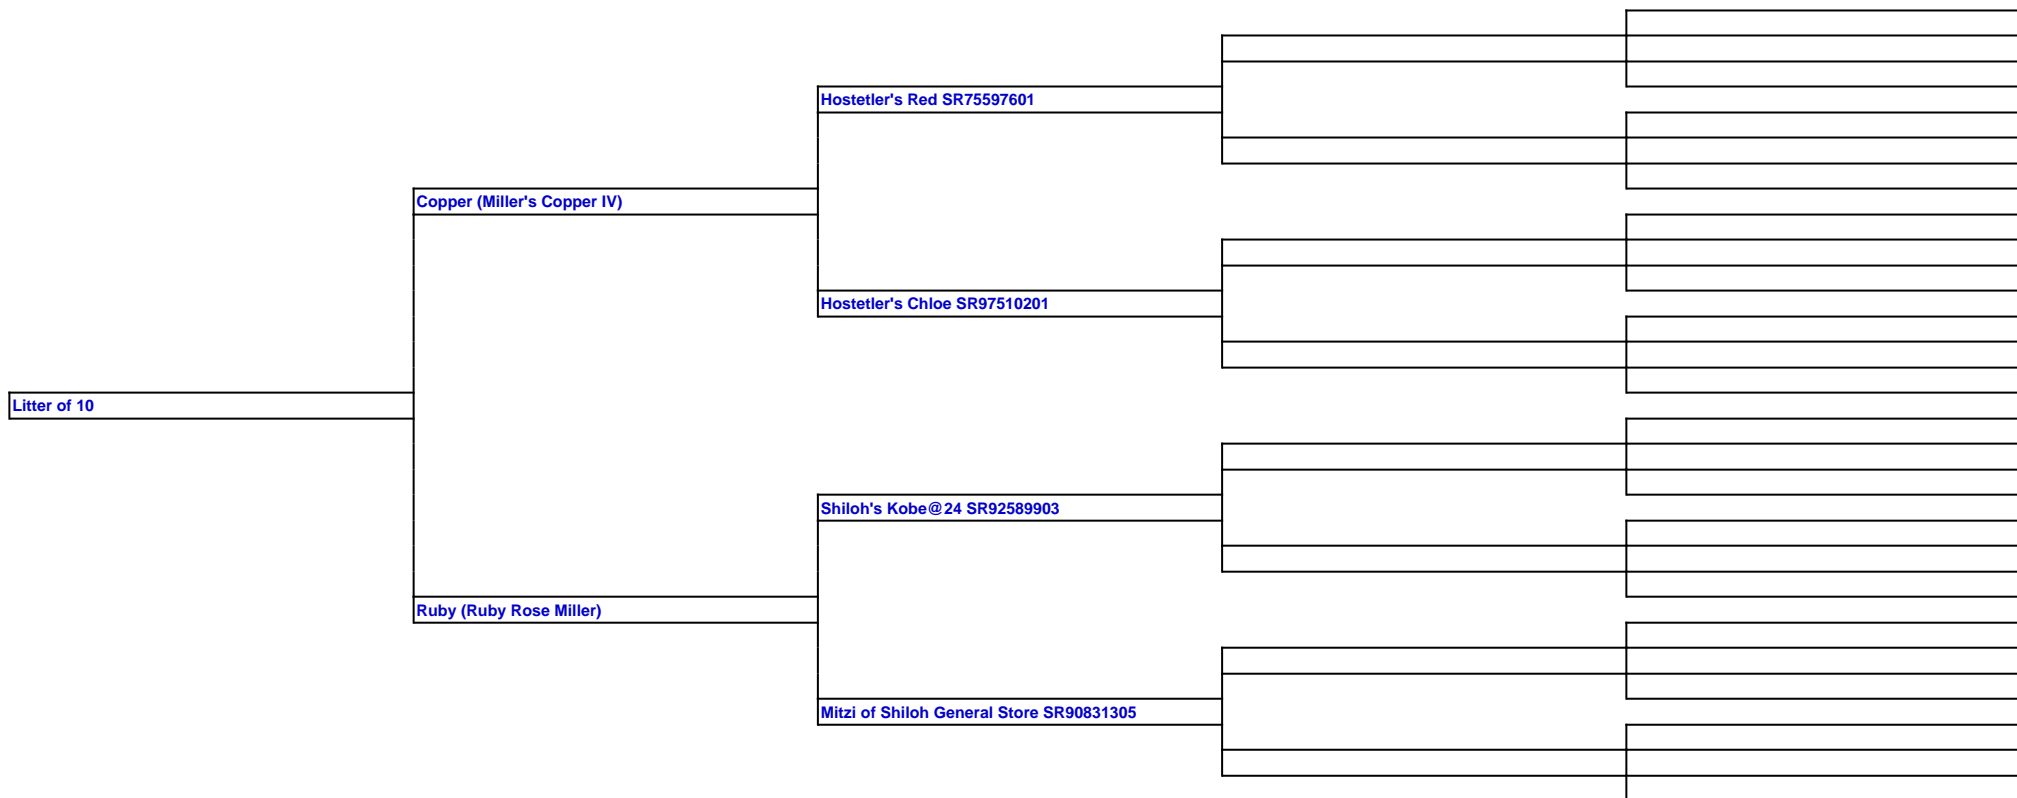 Hostetler's Red SR75597601
Copper (Miller's Copper IV)
Hostetler's Chloe SR97510201
Litter of 10
Shiloh's Kobe@24 SR92589903
Ruby (Ruby Rose Miller)
Mitzi of Shiloh General Store SR90831305